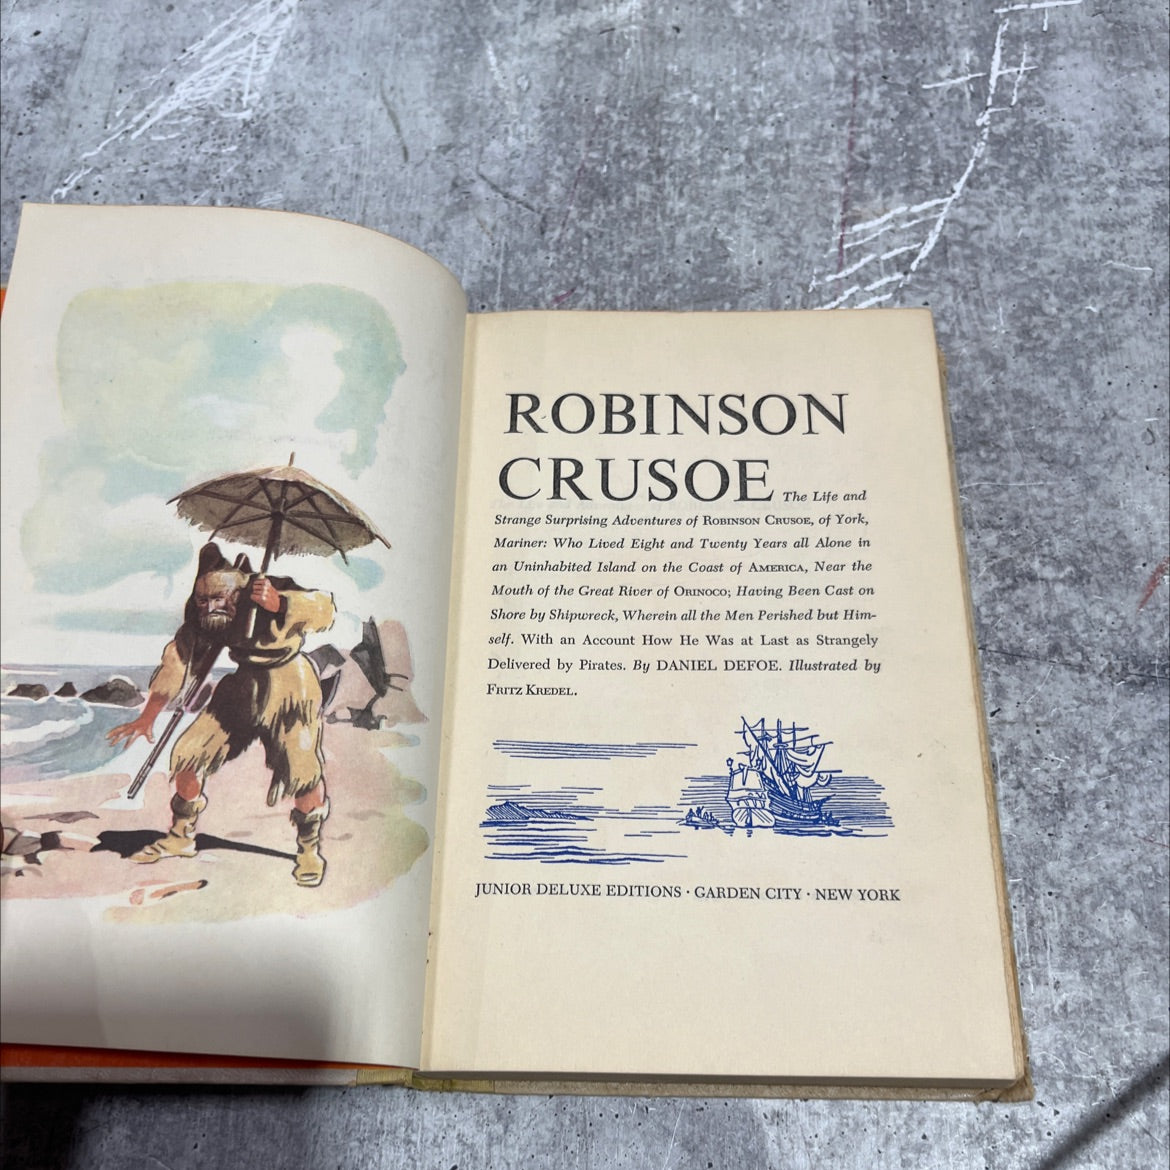 ROBINSON
CRUSOE The Life and
Strange Surprising Adventures of ROBINSON CRUSOE, of York,
Mariner: Who Lived Eight and Twenty Years all Alone in
an Uninhabited Island on the Coast of AMERICA, Near the
Mouth of the Great River of ORINOCO; Having Been Cast on
Shore by Shipwreck, Wherein all the Men Perished but Him-
self. With an Account How He Was at Last as Strangely
Delivered by Pirates. By DANIEL DEFOE. Illustrated by
FRITZ KREDEL.
JUNIOR DELUXE EDITIONS · GARDEN CITY · NEW YORK